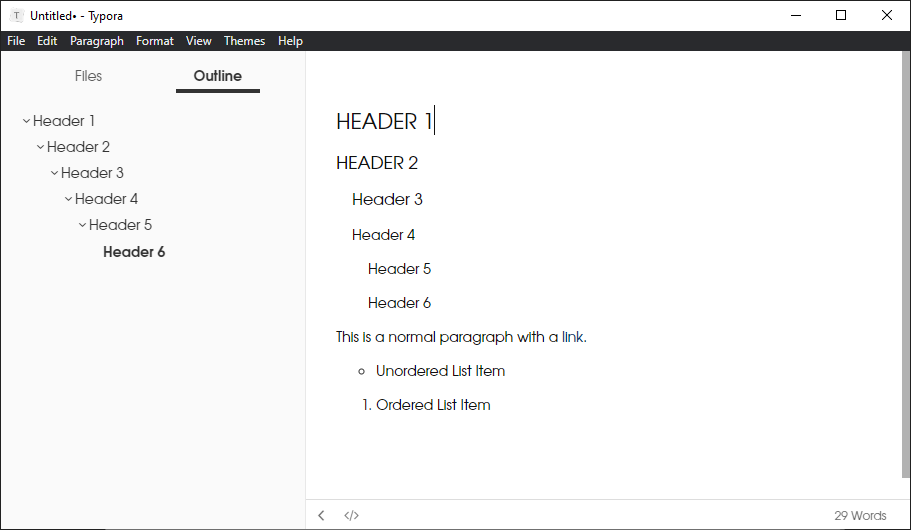 Untitled• - Typora
File Edit Paragraph Format View Themes Help
Files Outline
Header 1
Header 2
Header 3
Header 4
Header 5
Header 6
HEADER 1
HEADER 2
Header 3
Header 4
Header 5
Header 6
This is a normal paragraph with a link.
Unordered List Item
1. Ordered List Item
</> 29 Words